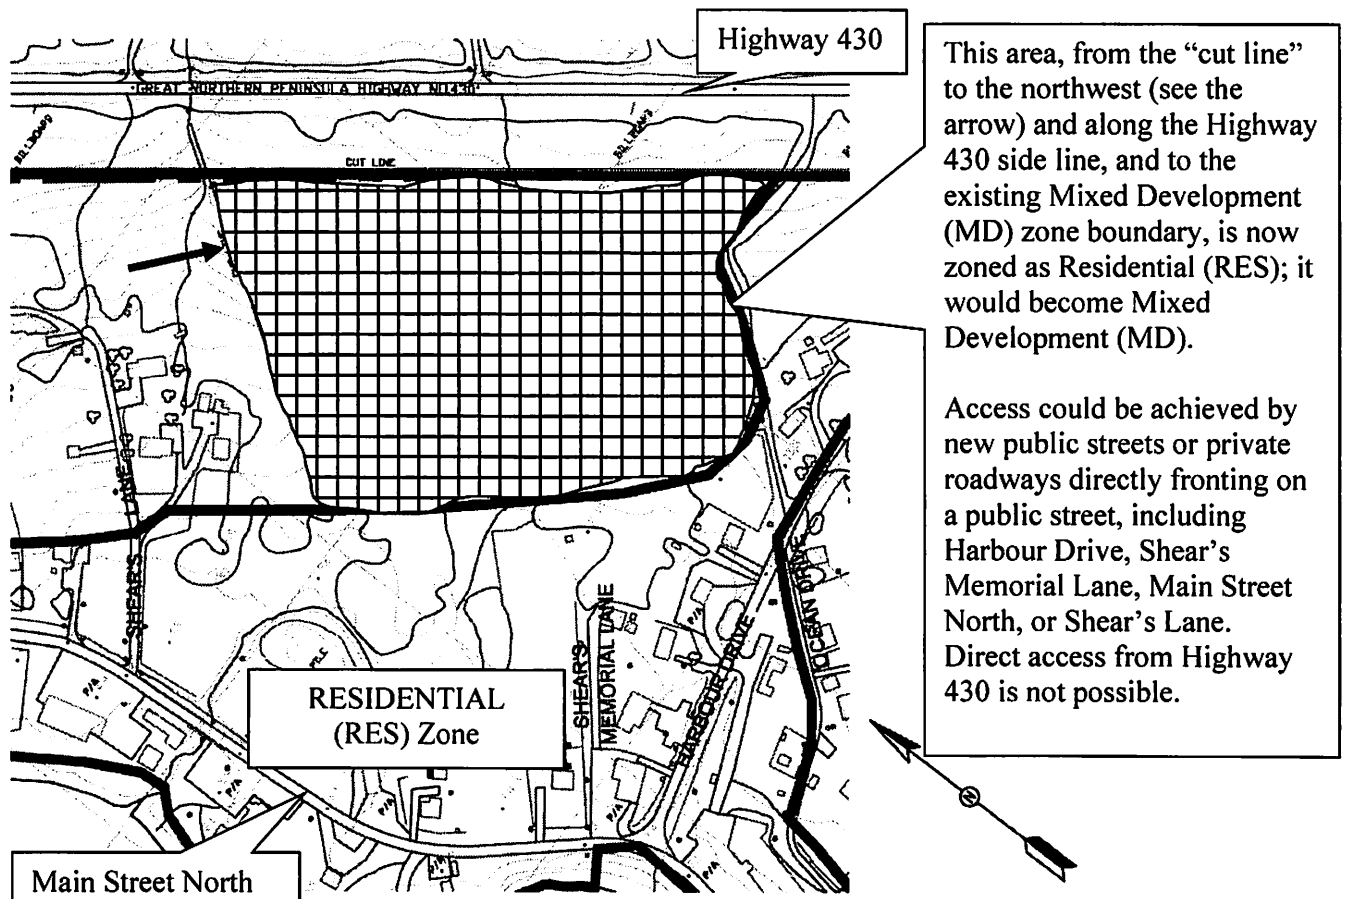 Highway 430
This area, from the “cut line”
to the northwest (see the
arrow) and along the Highway
430 side line, and to the
existing Mixed Development
(MD) zone boundary, is now
zoned as Residential (RES); it
would become Mixed
Development (MD).
Access could be achieved by
new public streets or private
roadways directly fronting on
a public street, including
Harbour Drive, Shear’s
Memorial Lane, Main Street
North, or Shear’s Lane.
Direct access from Highway
430 is not possible.
GREAT NORTHERN PENINSULA HIGHWAY NO.430
CUT LINE
SHEAR'S LANE
SHEAR'S
MEMORIAL LANE
HARBOUR DRIVE
OCEAN DRIVE
RESIDENTIAL
(RES) Zone
P/A
P/A
P/A
P/A
P/A
P/A
P/A
N
Main Street North